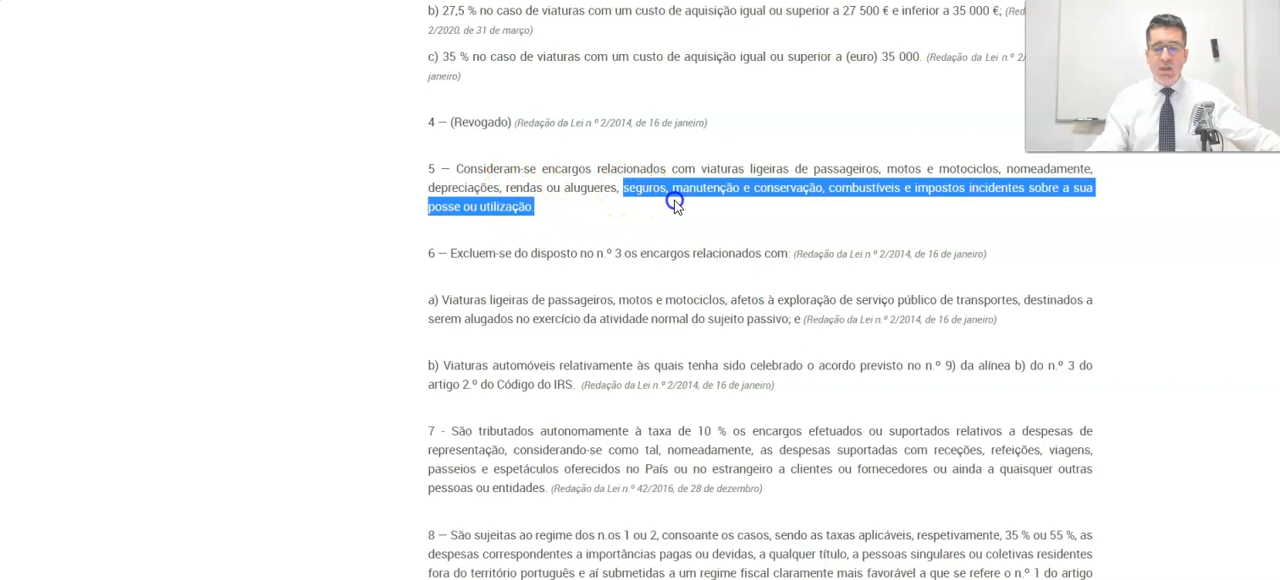 b) 27,5 % no caso de viaturas com um custo de aquisição igual ou superior a 27 500 € e inferior a 35 000 €;
2/2020, de 31 de março)
c) 35 % no caso de viaturas com um custo de aquisição igual ou superior a (euro) 35 000. (Redação da Lei n.º 2/
janeiro)
4 — (Revogado) (Redação da Lei n.º 2/2014, de 16 de janeiro)
5 — Consideram-se encargos relacionados com viaturas ligeiras de passageiros, motos e motociclos, nomeadamente,
depreciações, rendas ou alugueres, seguros, manutenção e conservação, combustíveis e impostos incidentes sobre a sua
posse ou utilização.
6 — Excluem-se do disposto no n.º 3 os encargos relacionados com: (Redação da Lei n.º 2/2014, de 16 de janeiro)
a) Viaturas ligeiras de passageiros, motos e motociclos, afetos à exploração de serviço público de transportes, destinados a
serem alugados no exercício da atividade normal do sujeito passivo; e (Redação da Lei n.º 2/2014, de 16 de janeiro)
b) Viaturas automóveis relativamente às quais tenha sido celebrado o acordo previsto no n.º 9) da alínea b) do n.º 3 do
artigo 2.º do Código do IRS. (Redação da Lei n.º 2/2014, de 16 de janeiro)
7 - São tributados autonomamente à taxa de 10 % os encargos efetuados ou suportados relativos a despesas de
representação, considerando-se como tal, nomeadamente, as despesas suportadas com receções, refeições, viagens,
passeios e espetáculos oferecidos no País ou no estrangeiro a clientes ou fornecedores ou ainda a quaisquer outras
pessoas ou entidades. (Redação da Lei n.º 42/2016, de 28 de dezembro)
8 — São sujeitas ao regime dos n.os 1 ou 2, consoante os casos, sendo as taxas aplicáveis, respetivamente, 35 % ou 55 %, as
despesas correspondentes a importâncias pagas ou devidas, a qualquer título, a pessoas singulares ou coletivas residentes
fora do território português e aí submetidas a um regime fiscal claramente mais favorável a que se refere o n.º 1 do artigo